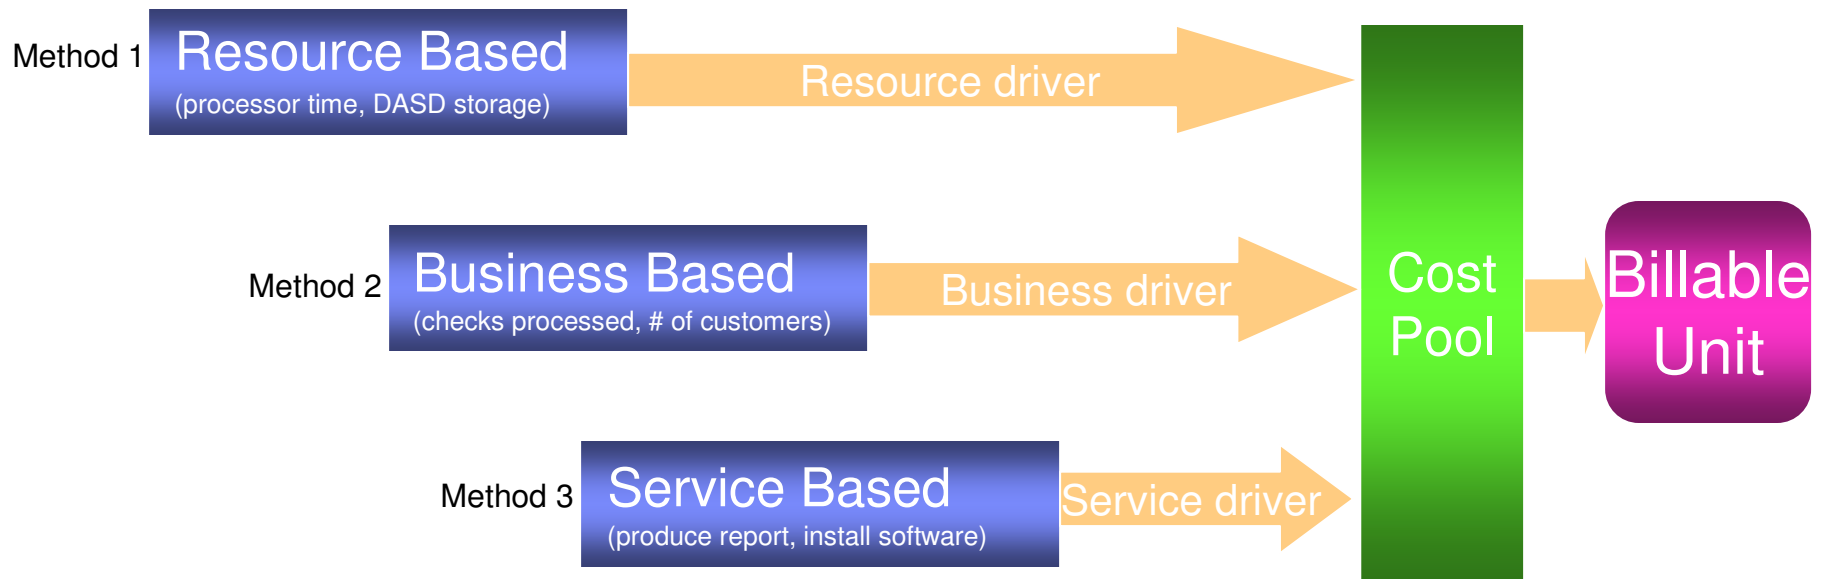 Method 1
Resource Based
(processor time, DASD storage)
Resource driver
Method 2
Business Based
(checks processed, # of customers)
Business driver
Method 3
Service Based
(produce report, install software)
Service driver
Cost
Pool
Billable
Unit